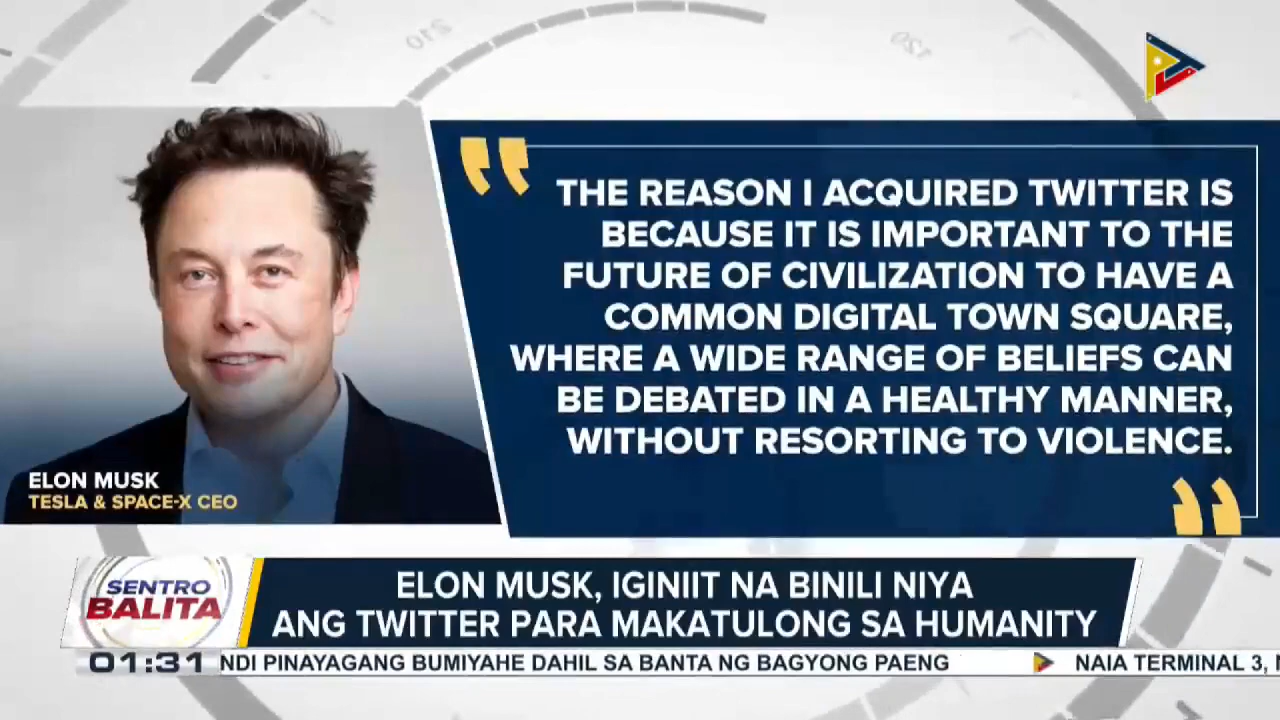 THE REASON I ACQUIRED TWITTER IS
BECAUSE IT IS IMPORTANT TO THE
FUTURE OF CIVILIZATION TO HAVE A
COMMON DIGITAL TOWN SQUARE,
WHERE A WIDE RANGE OF BELIEFS CAN
BE DEBATED IN A HEALTHY MANNER,
WITHOUT RESORTING TO VIOLENCE.
ELON MUSK
TESLA & SPACE-X CEO
SENTRO
BALITA
ELON MUSK, IGINIIT NA BINILI NIYA
ANG TWITTER PARA MAKATULONG SA HUMANITY
01:31
NDI PINAYAGANG BUMIYAHE DAHIL SA BANTA NG BAGYONG PAENG
NAIA TERMINAL 3, N
210
120